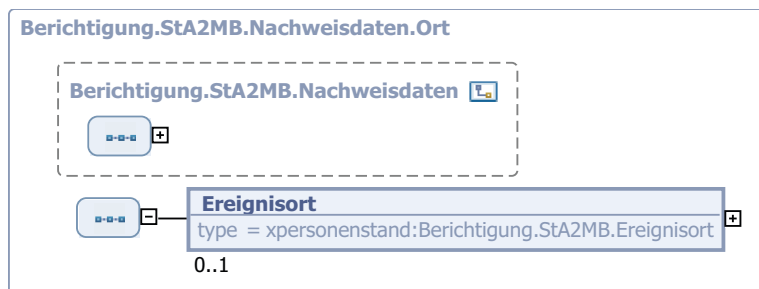 Berichtigung.StA2MB.Nachweisdaten.Ort
Berichtigung.StA2MB.Nachweisdaten
Ereignisort
type = xpersonenstand:Berichtigung.StA2MB.Ereignisort
0..1